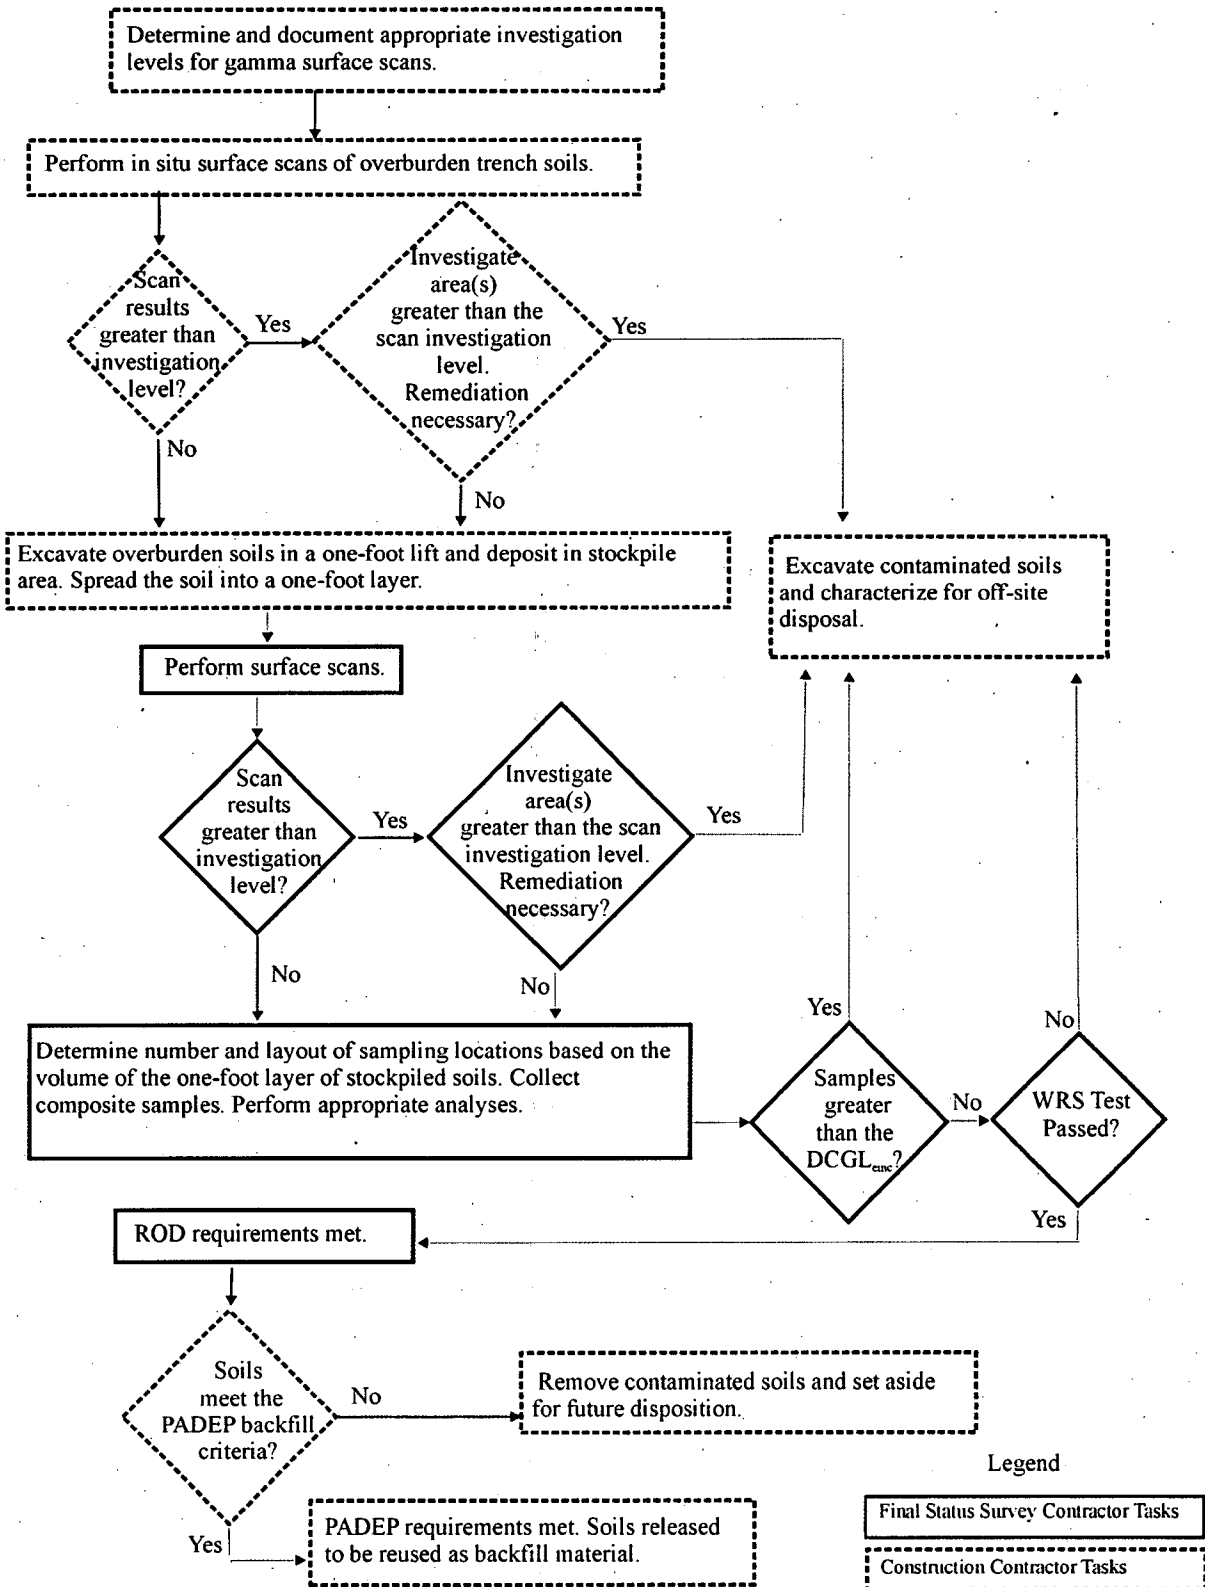 Determine and document appropriate investigation
levels for gamma surface scans.
Perform in situ surface scans of overburden trench soils.
Scan
results
greater than
investigation
level?
Yes
No
Investigate
area(s)
greater than the
scan investigation
level.
Remediation
necessary?
Yes
No
Excavate overburden soils in a one-foot lift and deposit in stockpile
area. Spread the soil into a one-foot layer.
Excavate contaminated soils
and characterize for off-site
disposal.
Perform surface scans.
Scan
results
greater than
investigation
level?
Yes
No
Investigate
area(s)
greater than the scan
investigation level.
Remediation
necessary?
Yes
No
Determine number and layout of sampling locations based on the
volume of the one-foot layer of stockpiled soils. Collect
composite samples. Perform appropriate analyses.
Yes
Samples
greater
than the
DCGLemc?
No
No
WRS Test
Passed?
Yes
ROD requirements met.
Soils
meet the
PADEP backfill
criteria?
No
Remove contaminated soils and set aside
for future disposition.
Yes
PADEP requirements met. Soils released
to be reused as backfill material.
Legend
Final Status Survey Contractor Tasks
Construction Contractor Tasks